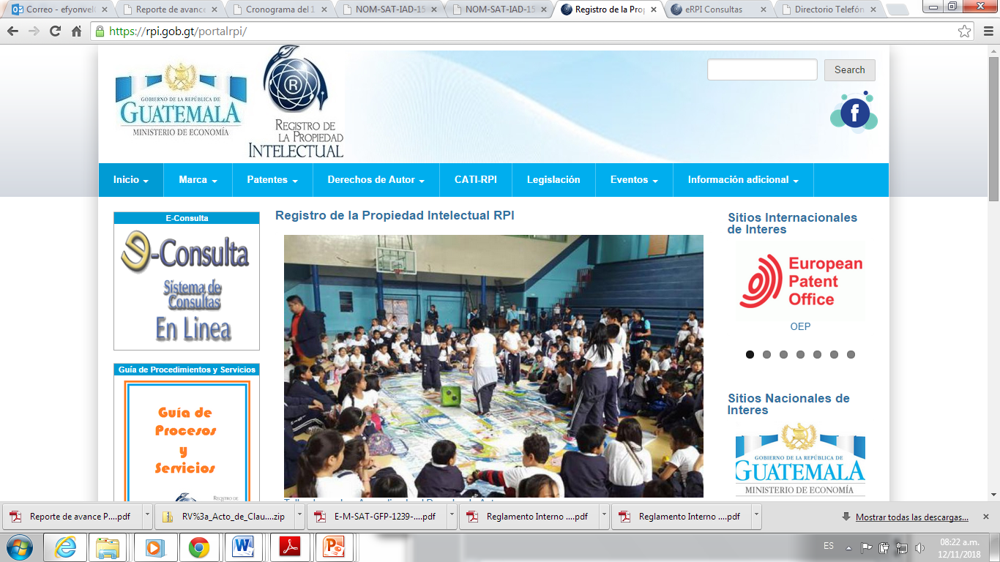 Correo - efyonvel
Reporte de avance
Cronograma del 1
NOM-SAT-IAD-15
NOM-SAT-IAD-15
Registro de la Prop
eRPI Consultas
Directorio Telefón
https://rpi.gob.gt/portalrpi/
GOBIERNO DE LA REPÚBLICA DE
GUATEMALA
MINISTERIO DE ECONOMÍA
R
REGISTRO DE
LA PROPIEDAD
INTELECTUAL
Search
f
Inicio
Marca
Patentes
Derechos de Autor
CATI-RPI
Legislación
Eventos
Información adicional
E-Consulta
e-Consulta
Sistema de
Consultas
En Linea
Guía de Procedimientos y Servicios
Guía de
Procesos
y
Servicios
REGISTRO DE
Registro de la Propiedad Intelectual RPI
Sitios Internacionales
de Interes
European
Patent
Office
OEP
Sitios Nacionales de
Interes
GOBIERNO DE LA REPÚBLICA DE
GUATEMALA
MINISTERIO DE ECONOMÍA
Reporte de avance P....pdf
RV%3a_Acto_de_Clau....zip
E-M-SAT-GFP-1239-....pdf
Reglamento Interno ....pdf
Reglamento Interno ....pdf
Mostrar todas las descargas...
ES
08:22 a.m.
12/11/2018